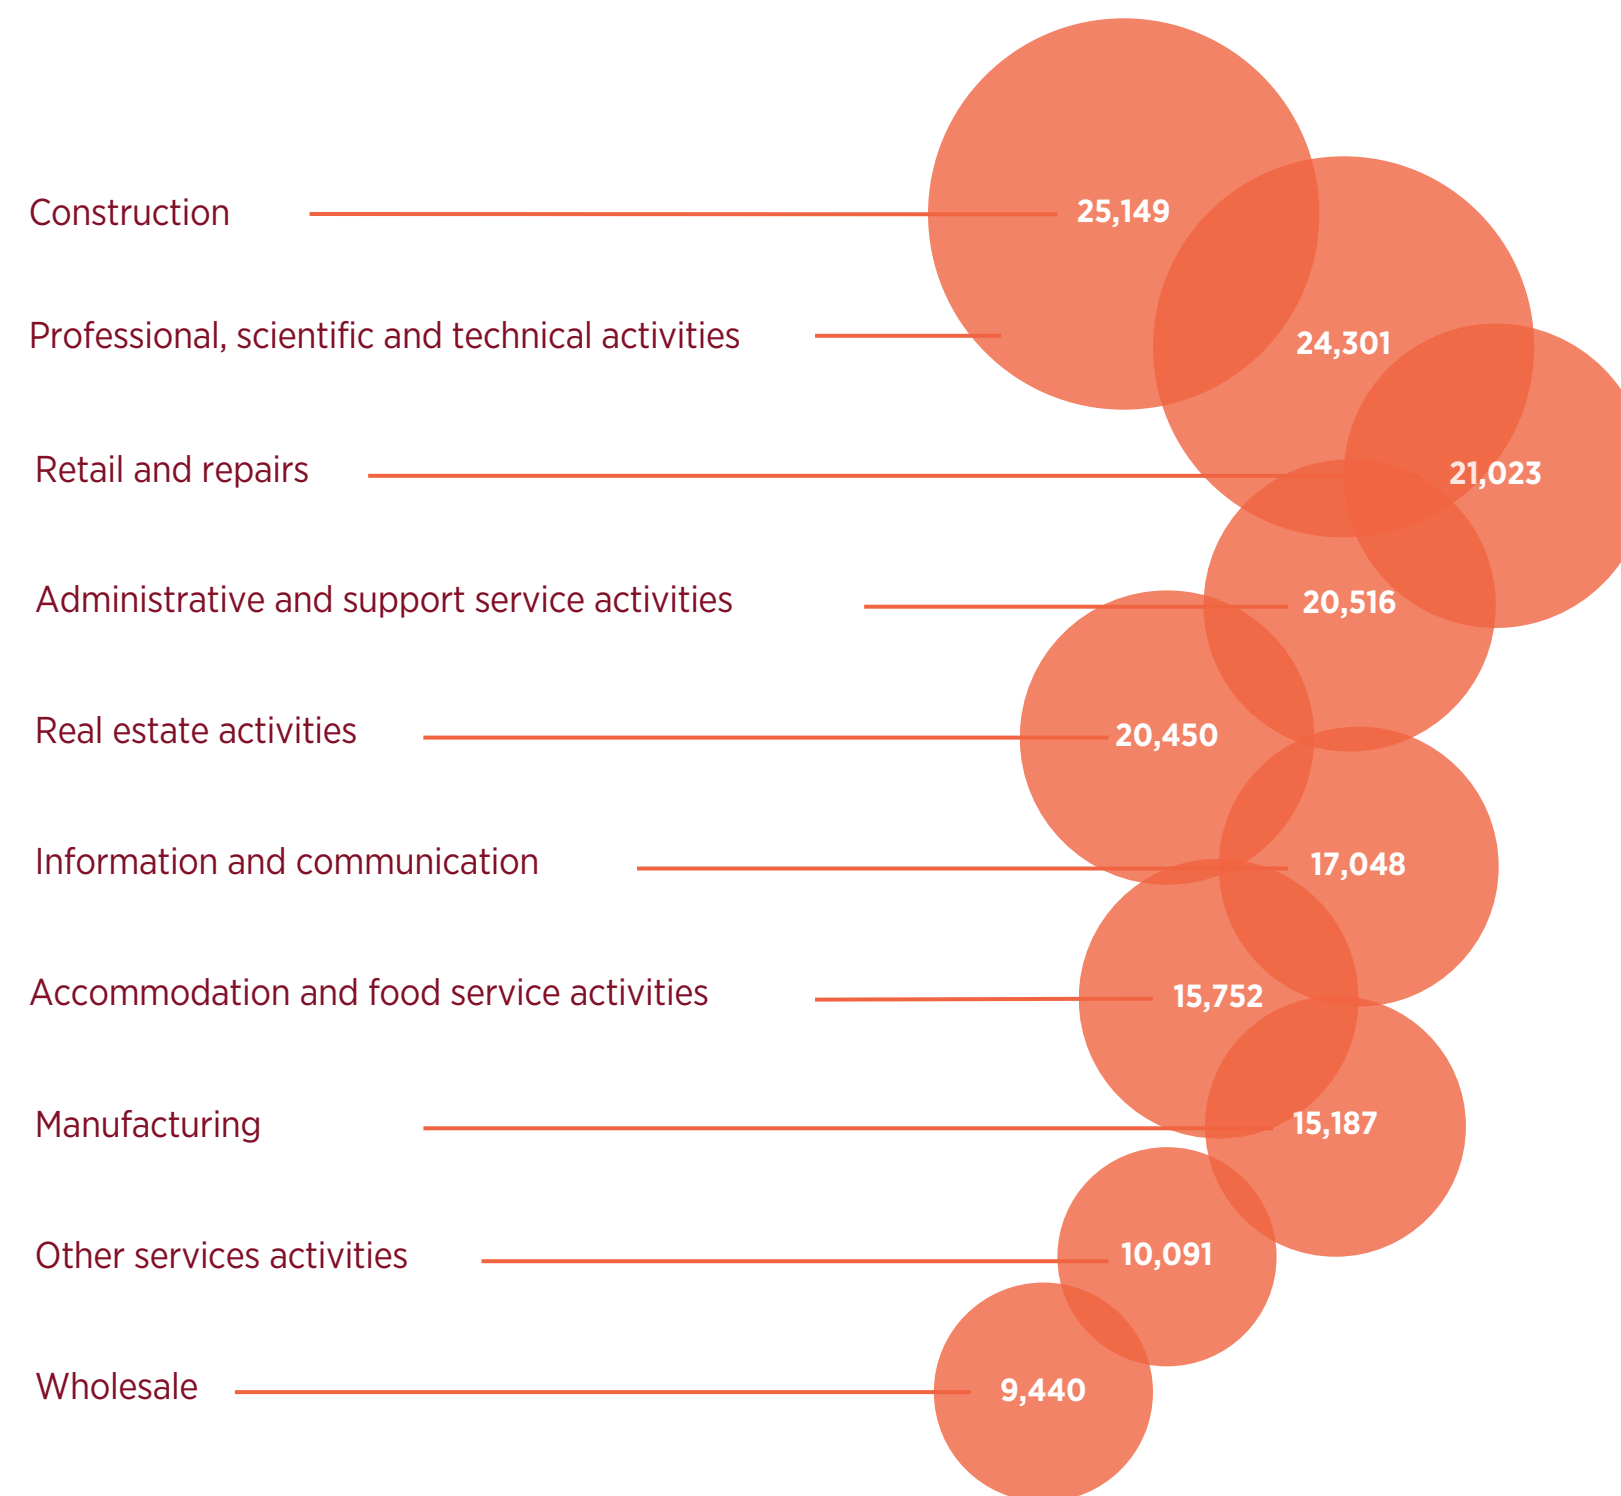 Construction 25,149
Professional, scientific and technical activities 24,301
Retail and repairs 21,023
Administrative and support service activities 20,516
Real estate activities 20,450
Information and communication 17,048
Accommodation and food service activities 15,752
Manufacturing 15,187
Other services activities 10,091
Wholesale 9,440